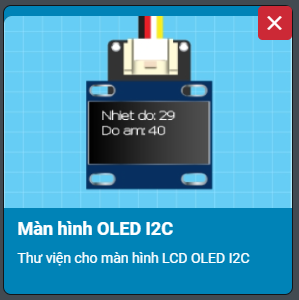 Nhiet do: 29
Do am: 40
Màn hình OLED I2C
Thư viện cho màn hình LCD OLED I2C